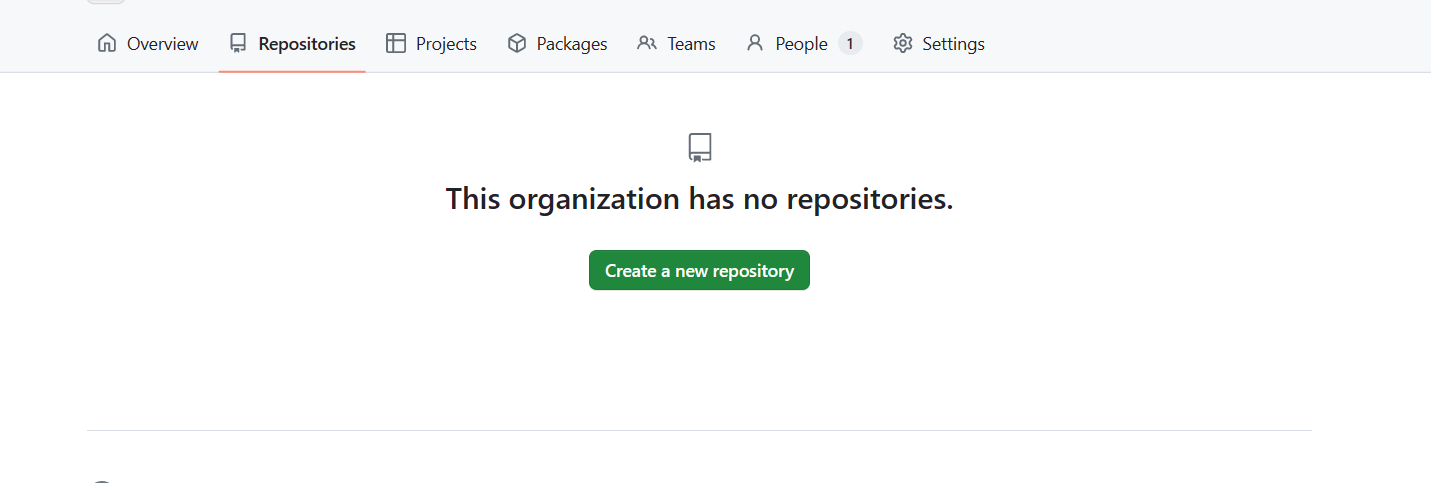 Overview Repositories Projects Packages Teams People 1 Settings
This organization has no repositories.
Create a new repository